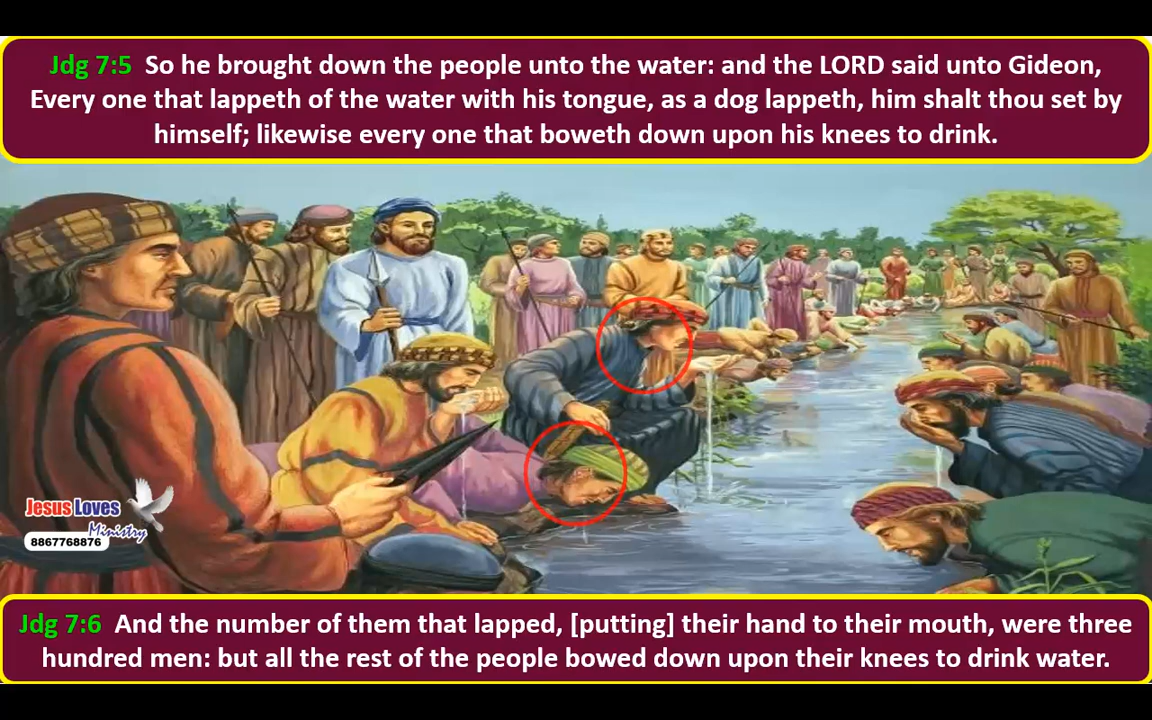 Jdg 7:5 So he brought down the people unto the water: and the LORD said unto Gideon,
Every one that lappeth of the water with his tongue, as a dog lappeth, him shalt thou set by
himself; likewise every one that boweth down upon his knees to drink.
Jesus Loves
Ministry
8867768876
Jdg 7:6 And the number of them that lapped, [putting] their hand to their mouth, were three
hundred men: but all the rest of the people bowed down upon their knees to drink water.